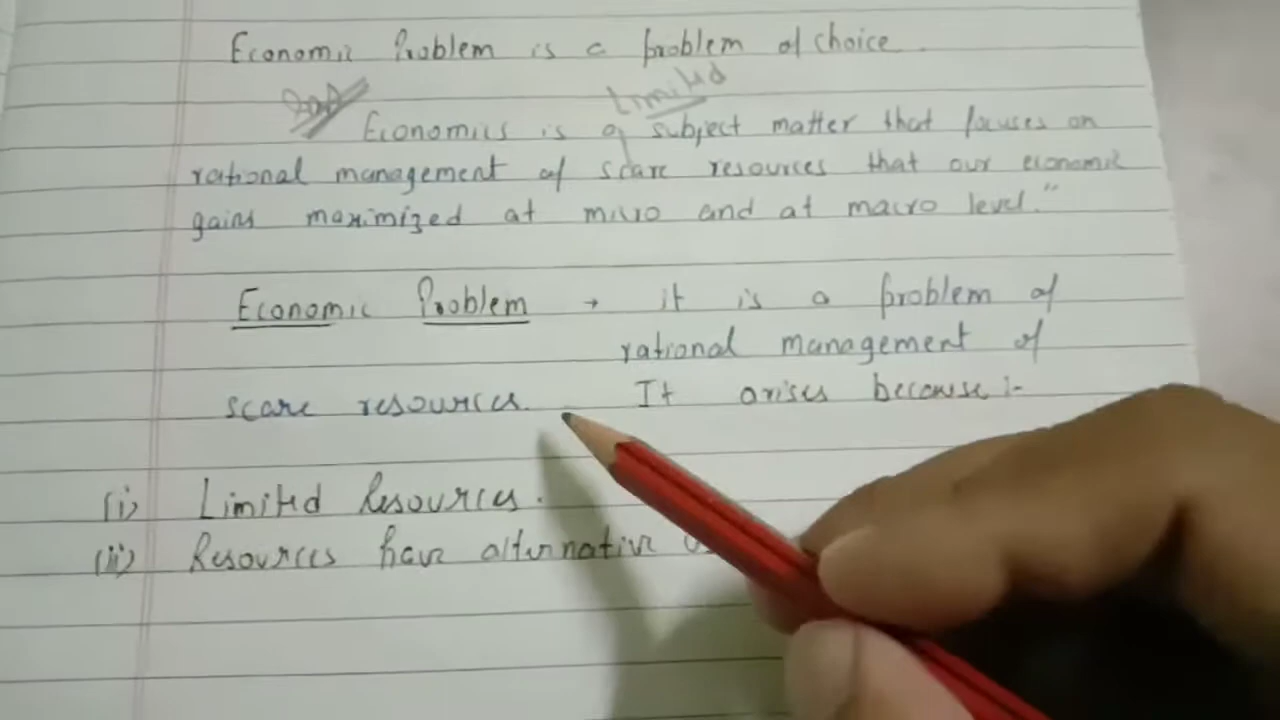 Economic Problem is a problem of choice.
Limited
Economics is a subject matter that focuses on
rational management of scare resources that our economic
gains maximized at micro and at macro level."
Economic Problem → it is a problem of
rational management of
scare resources. It arises because :-
(i) Limited Resources.
(ii) Resources have alternative